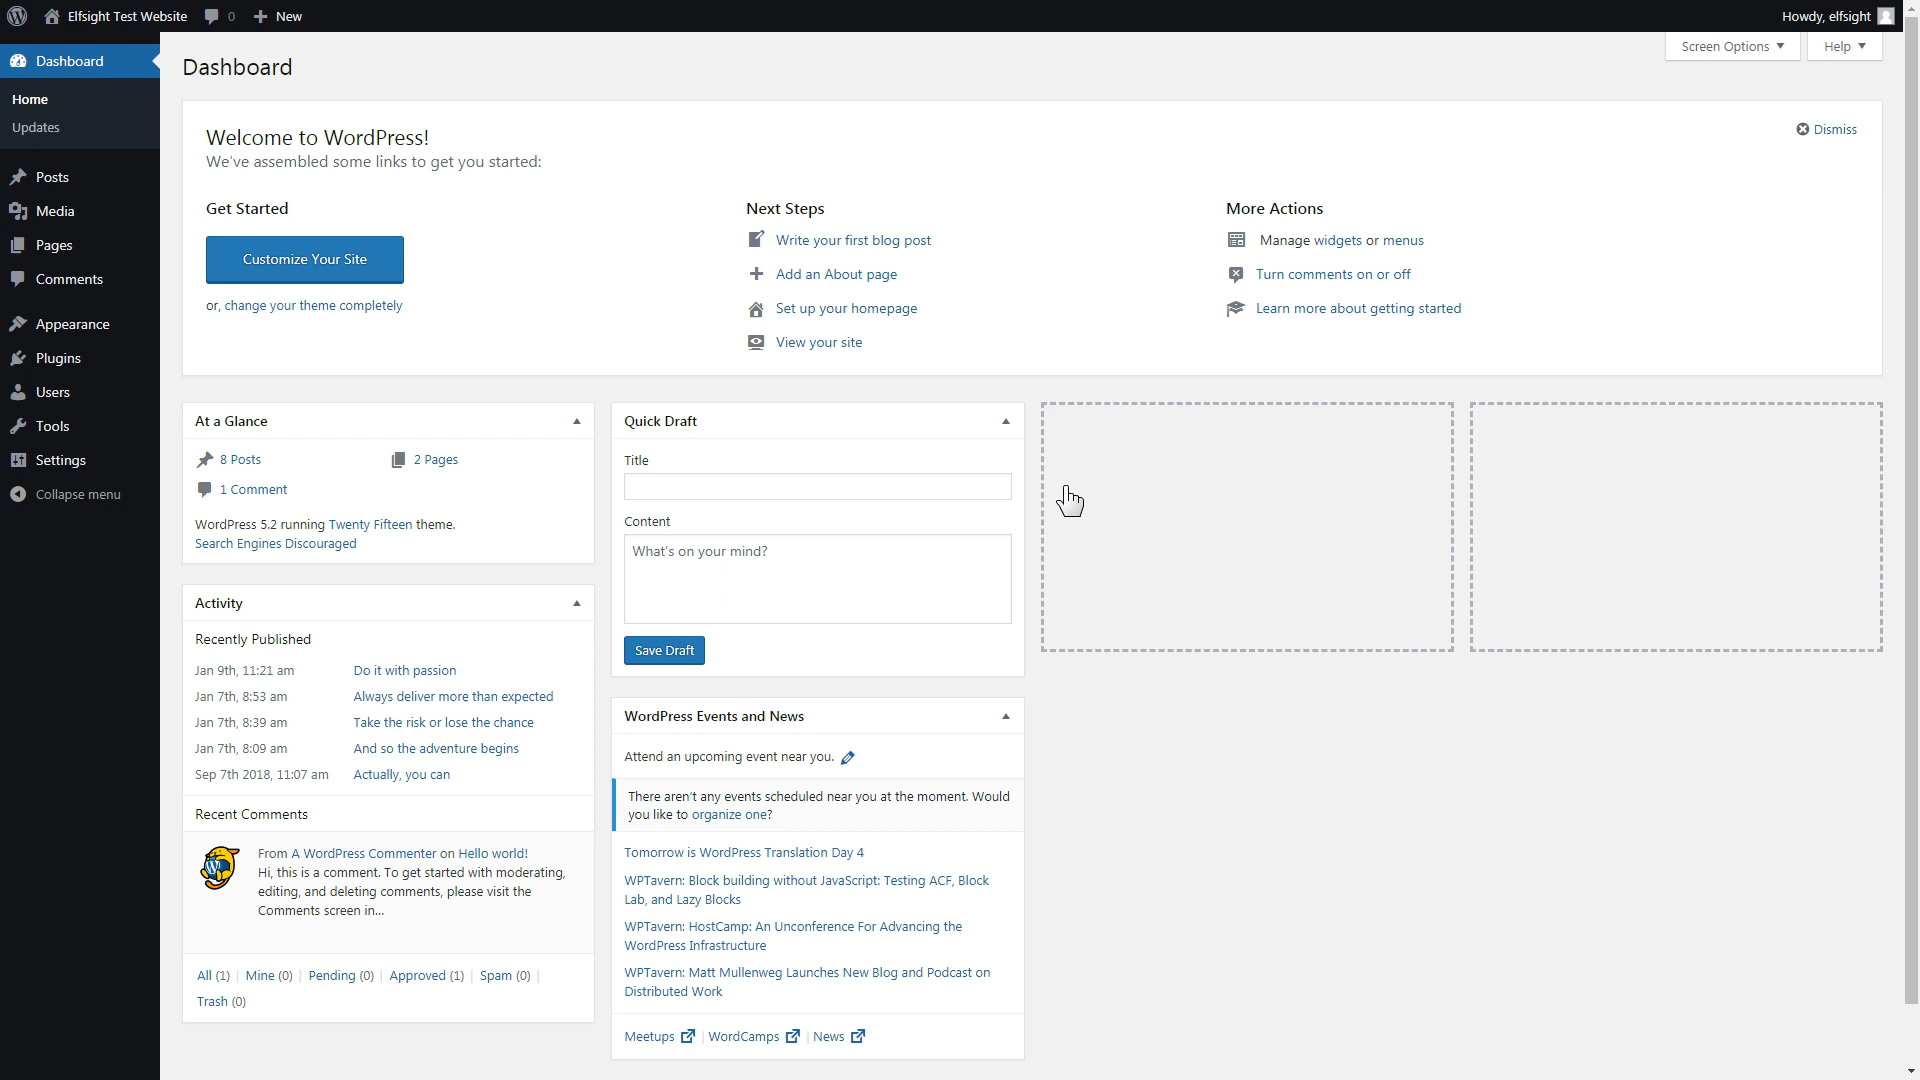 Elfsight Test Website 0 New Howdy, elfsight
Screen Options Help
Dashboard
Home
Updates
Posts
Media
Pages
Comments
Appearance
Plugins
Users
Tools
Settings
Collapse menu
Dashboard
Welcome to WordPress!
Dismiss
We've assembled some links to get you started:
Get Started
Customize Your Site
or, change your theme completely
Next Steps
Write your first blog post
Add an About page
Set up your homepage
View your site
More Actions
Manage widgets or menus
Turn comments on or off
Learn more about getting started
At a Glance
8 Posts 2 Pages
1 Comment
WordPress 5.2 running Twenty Fifteen theme.
Search Engines Discouraged
Activity
Recently Published
Jan 9th, 11:21 am Do it with passion
Jan 7th, 8:53 am Always deliver more than expected
Jan 7th, 8:39 am Take the risk or lose the chance
Jan 7th, 8:09 am And so the adventure begins
Sep 7th 2018, 11:07 am Actually, you can
Recent Comments
From A WordPress Commenter on Hello world!
Hi, this is a comment. To get started with moderating,
editing, and deleting comments, please visit the
Comments screen in...
All (1) | Mine (0) | Pending (0) | Approved (1) | Spam (0) |
Trash (0)
Quick Draft
Title
Content
What's on your mind?
Save Draft
WordPress Events and News
Attend an upcoming event near you.
There aren't any events scheduled near you at the moment. Would
you like to organize one?
Tomorrow is WordPress Translation Day 4
WPTavern: Block building without JavaScript: Testing ACF, Block
Lab, and Lazy Blocks
WPTavern: HostCamp: An Unconference For Advancing the
WordPress Infrastructure
WPTavern: Matt Mullenweg Launches New Blog and Podcast on
Distributed Work
Meetups | WordCamps | News